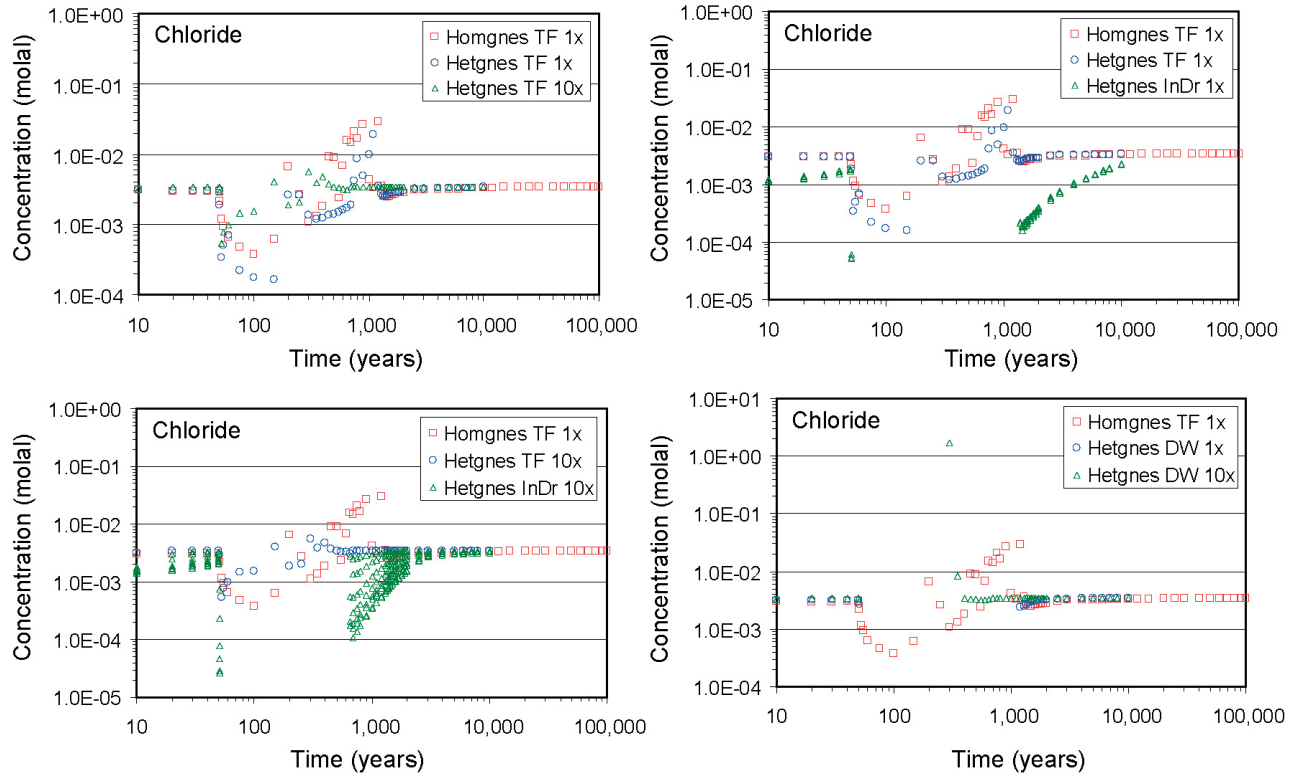 Chloride
Homgnes TF 1x
Hetgnes TF 1x
Hetgnes TF 10x
Concentration (molal)
1.0E+00
1.0E-01
1.0E-02
1.0E-03
1.0E-04
10
100
1,000
10,000
100,000
Time (years)
Chloride
Homgnes TF 1x
Hetgnes TF 1x
Hetgnes InDr 1x
Concentration (molal)
1.0E+00
1.0E-01
1.0E-02
1.0E-03
1.0E-04
1.0E-05
10
100
1,000
10,000
100,000
Time (years)
Chloride
Homgnes TF 1x
Hetgnes TF 10x
Hetgnes InDr 10x
Concentration (molal)
1.0E+00
1.0E-01
1.0E-02
1.0E-03
1.0E-04
1.0E-05
10
100
1,000
10,000
100,000
Time (years)
Chloride
Homgnes TF 1x
Hetgnes DW 1x
Hetgnes DW 10x
Concentration (molal)
1.0E+01
1.0E+00
1.0E-01
1.0E-02
1.0E-03
1.0E-04
10
100
1,000
10,000
100,000
Time (years)